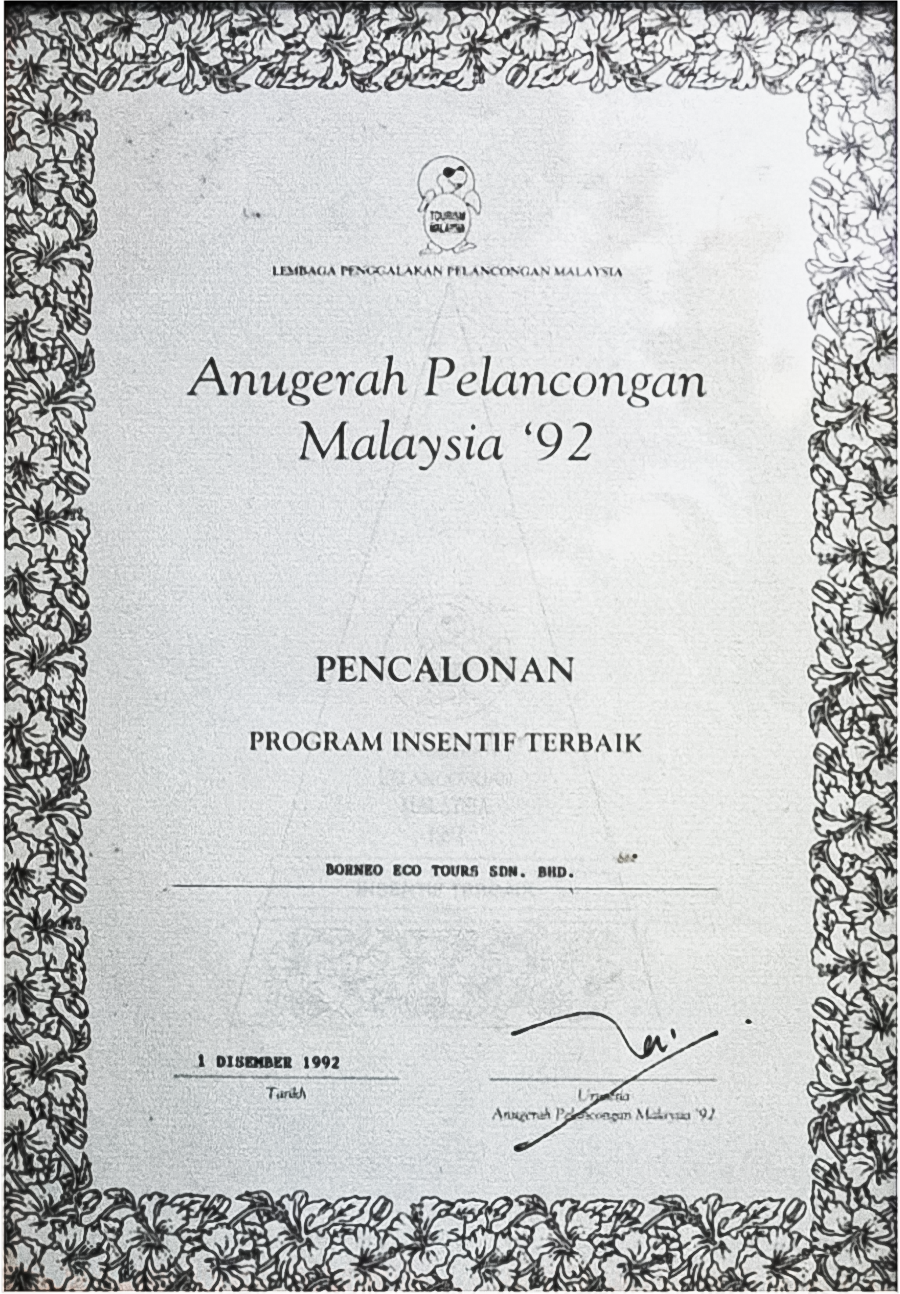 TOURISM
MALAYSIA
LEMBAGA PENGGALAKAN PELANCONGAN MALAYSIA
Anugerah Pelancongan
Malaysia ‘92
PENCALONAN
PROGRAM INSENTIF TERBAIK
BORNEO ECO TOURS SDN. BHD.
1 DISEMBER 1992
Tarikh
Urusetia
Anugerah Pelancongan Malaysia '92